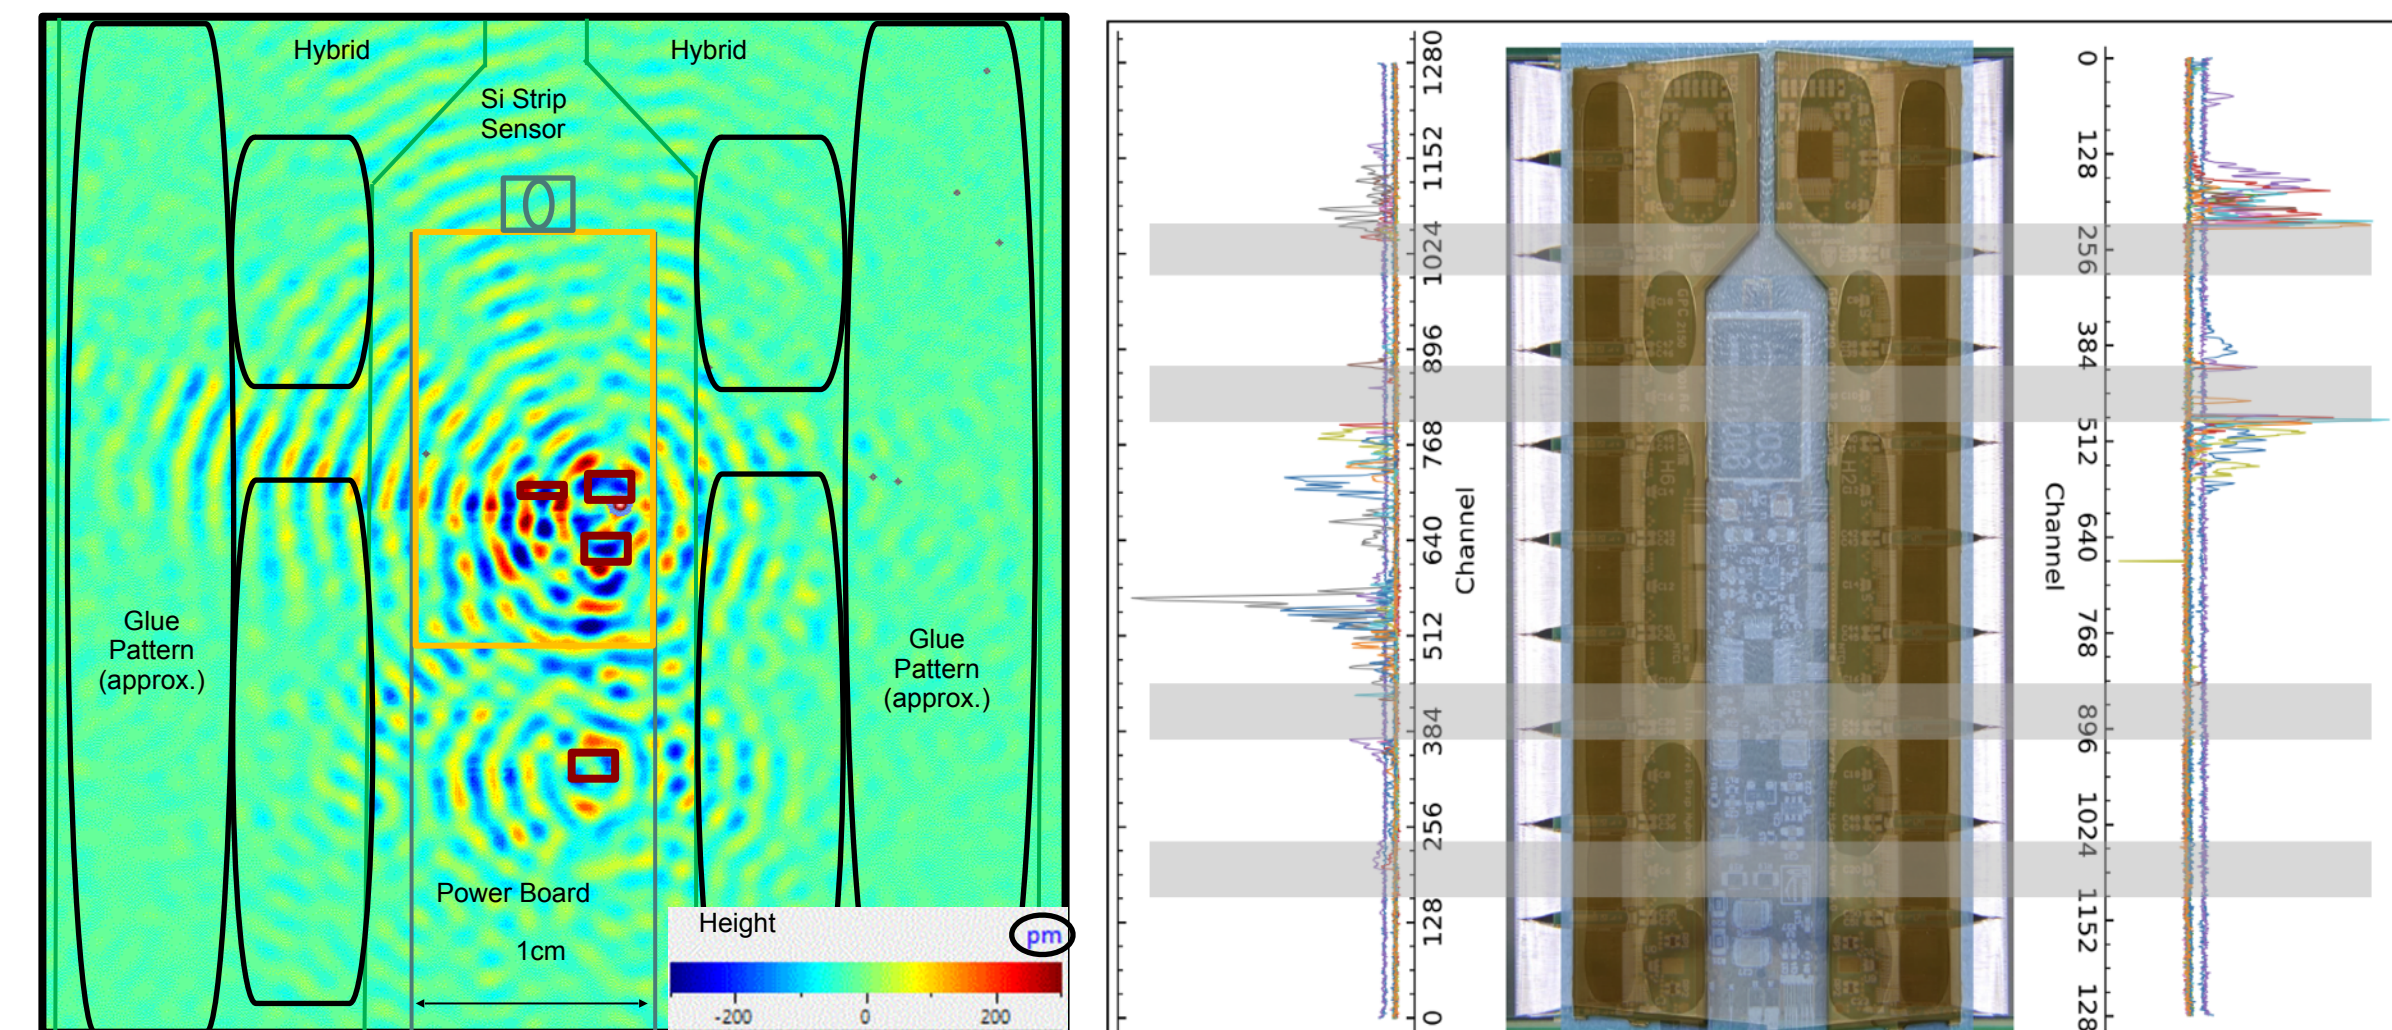 Hybrid
Hybrid
Si Strip
Sensor
Glue
Pattern
(approx.)
Glue
Pattern
(approx.)
Power Board
1cm
Height
pm
-200
0
200
1280
1152
1024
896
768
640
512
384
256
128
0
Channel
H2
0
128
256
384
512
640
768
896
1024
1152
128
Channel